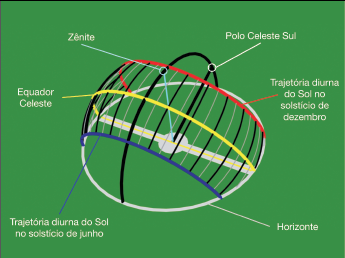 Zênite
Polo Celeste Sul
Trajetória diurna
do Sol no
solstício de
dezembro
Equador
Celeste
Trajetória diurna do Sol
no solstício de junho
Horizonte